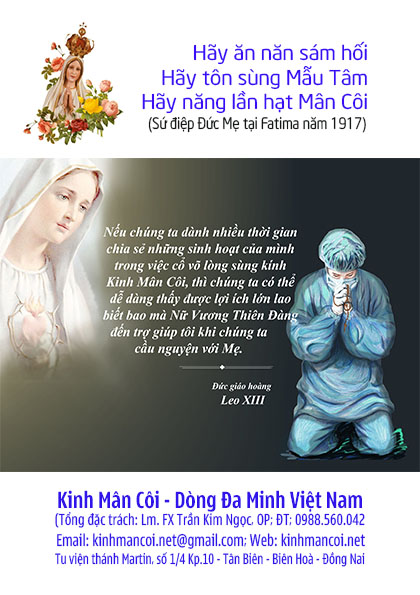 Hãy ăn năn sám hối
Hãy tôn sùng Mẫu Tâm
Hãy năng lần hạt Mân Côi
(Sứ điệp Đức Mẹ tại Fatima năm 1917)
Nếu chúng ta dành nhiều thời gian
chia sẻ những sinh hoạt của mình
trong việc cổ võ lòng sùng kính
Kinh Mân Côi, thì chúng ta có thể
dễ dàng thấy được lợi ích lớn lao
biết bao mà Nữ Vương Thiên Đàng
đến trợ giúp tôi khi chúng ta
cầu nguyện với Mẹ.
Đức giáo hoàng
Leo XIII
Kinh Mân Côi - Dòng Đa Minh Việt Nam
(Tổng đặc trách: Lm. FX Trần Kim Ngọc, OP; ĐT; 0988.560.042
Email: kinhmancoi.net@gmail.com; Web: kinhmancoi.net
Tu viện thánh Martin, số 1/4 Kp.10 - Tân Biên - Biên Hoà - Đồng Nai